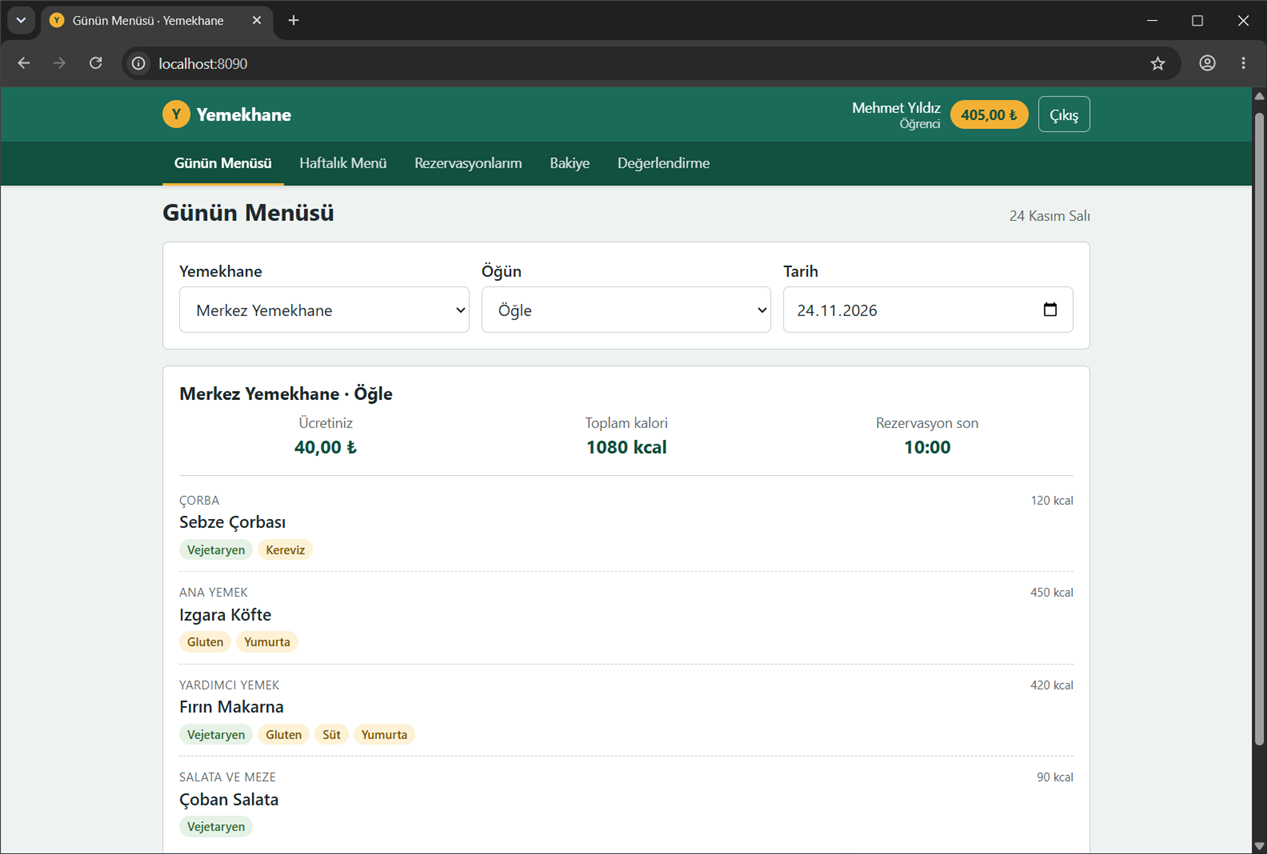 Y Günün Menüsü · Yemekhane
localhost:8090
Y Yemekhane
Mehmet Yıldız
Öğrenci
405,00 ₺
Çıkış
Günün Menüsü Haftalık Menü Rezervasyonlarım Bakiye Değerlendirme
Günün Menüsü
24 Kasım Salı
Yemekhane Öğün Tarih
Merkez Yemekhane Öğle 24.11.2026
Merkez Yemekhane · Öğle
Ücretiniz Toplam kalori Rezervasyon son
40,00 ₺ 1080 kcal 10:00
ÇORBA 120 kcal
Sebze Çorbası
Vejetaryen Kereviz
ANA YEMEK 450 kcal
Izgara Köfte
Gluten Yumurta
YARDIMCI YEMEK 420 kcal
Fırın Makarna
Vejetaryen Gluten Süt Yumurta
SALATA VE MEZE 90 kcal
Çoban Salata
Vejetaryen